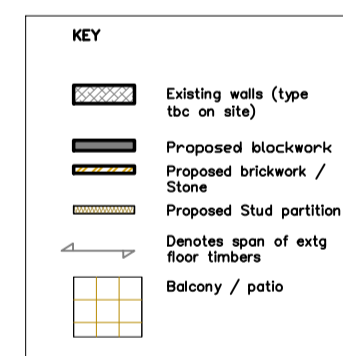 KEY
Existing walls (type
tbc on site)
Proposed blockwork
Proposed brickwork /
Stone
Proposed Stud partition
Denotes span of extg
floor timbers
Balcony / patio